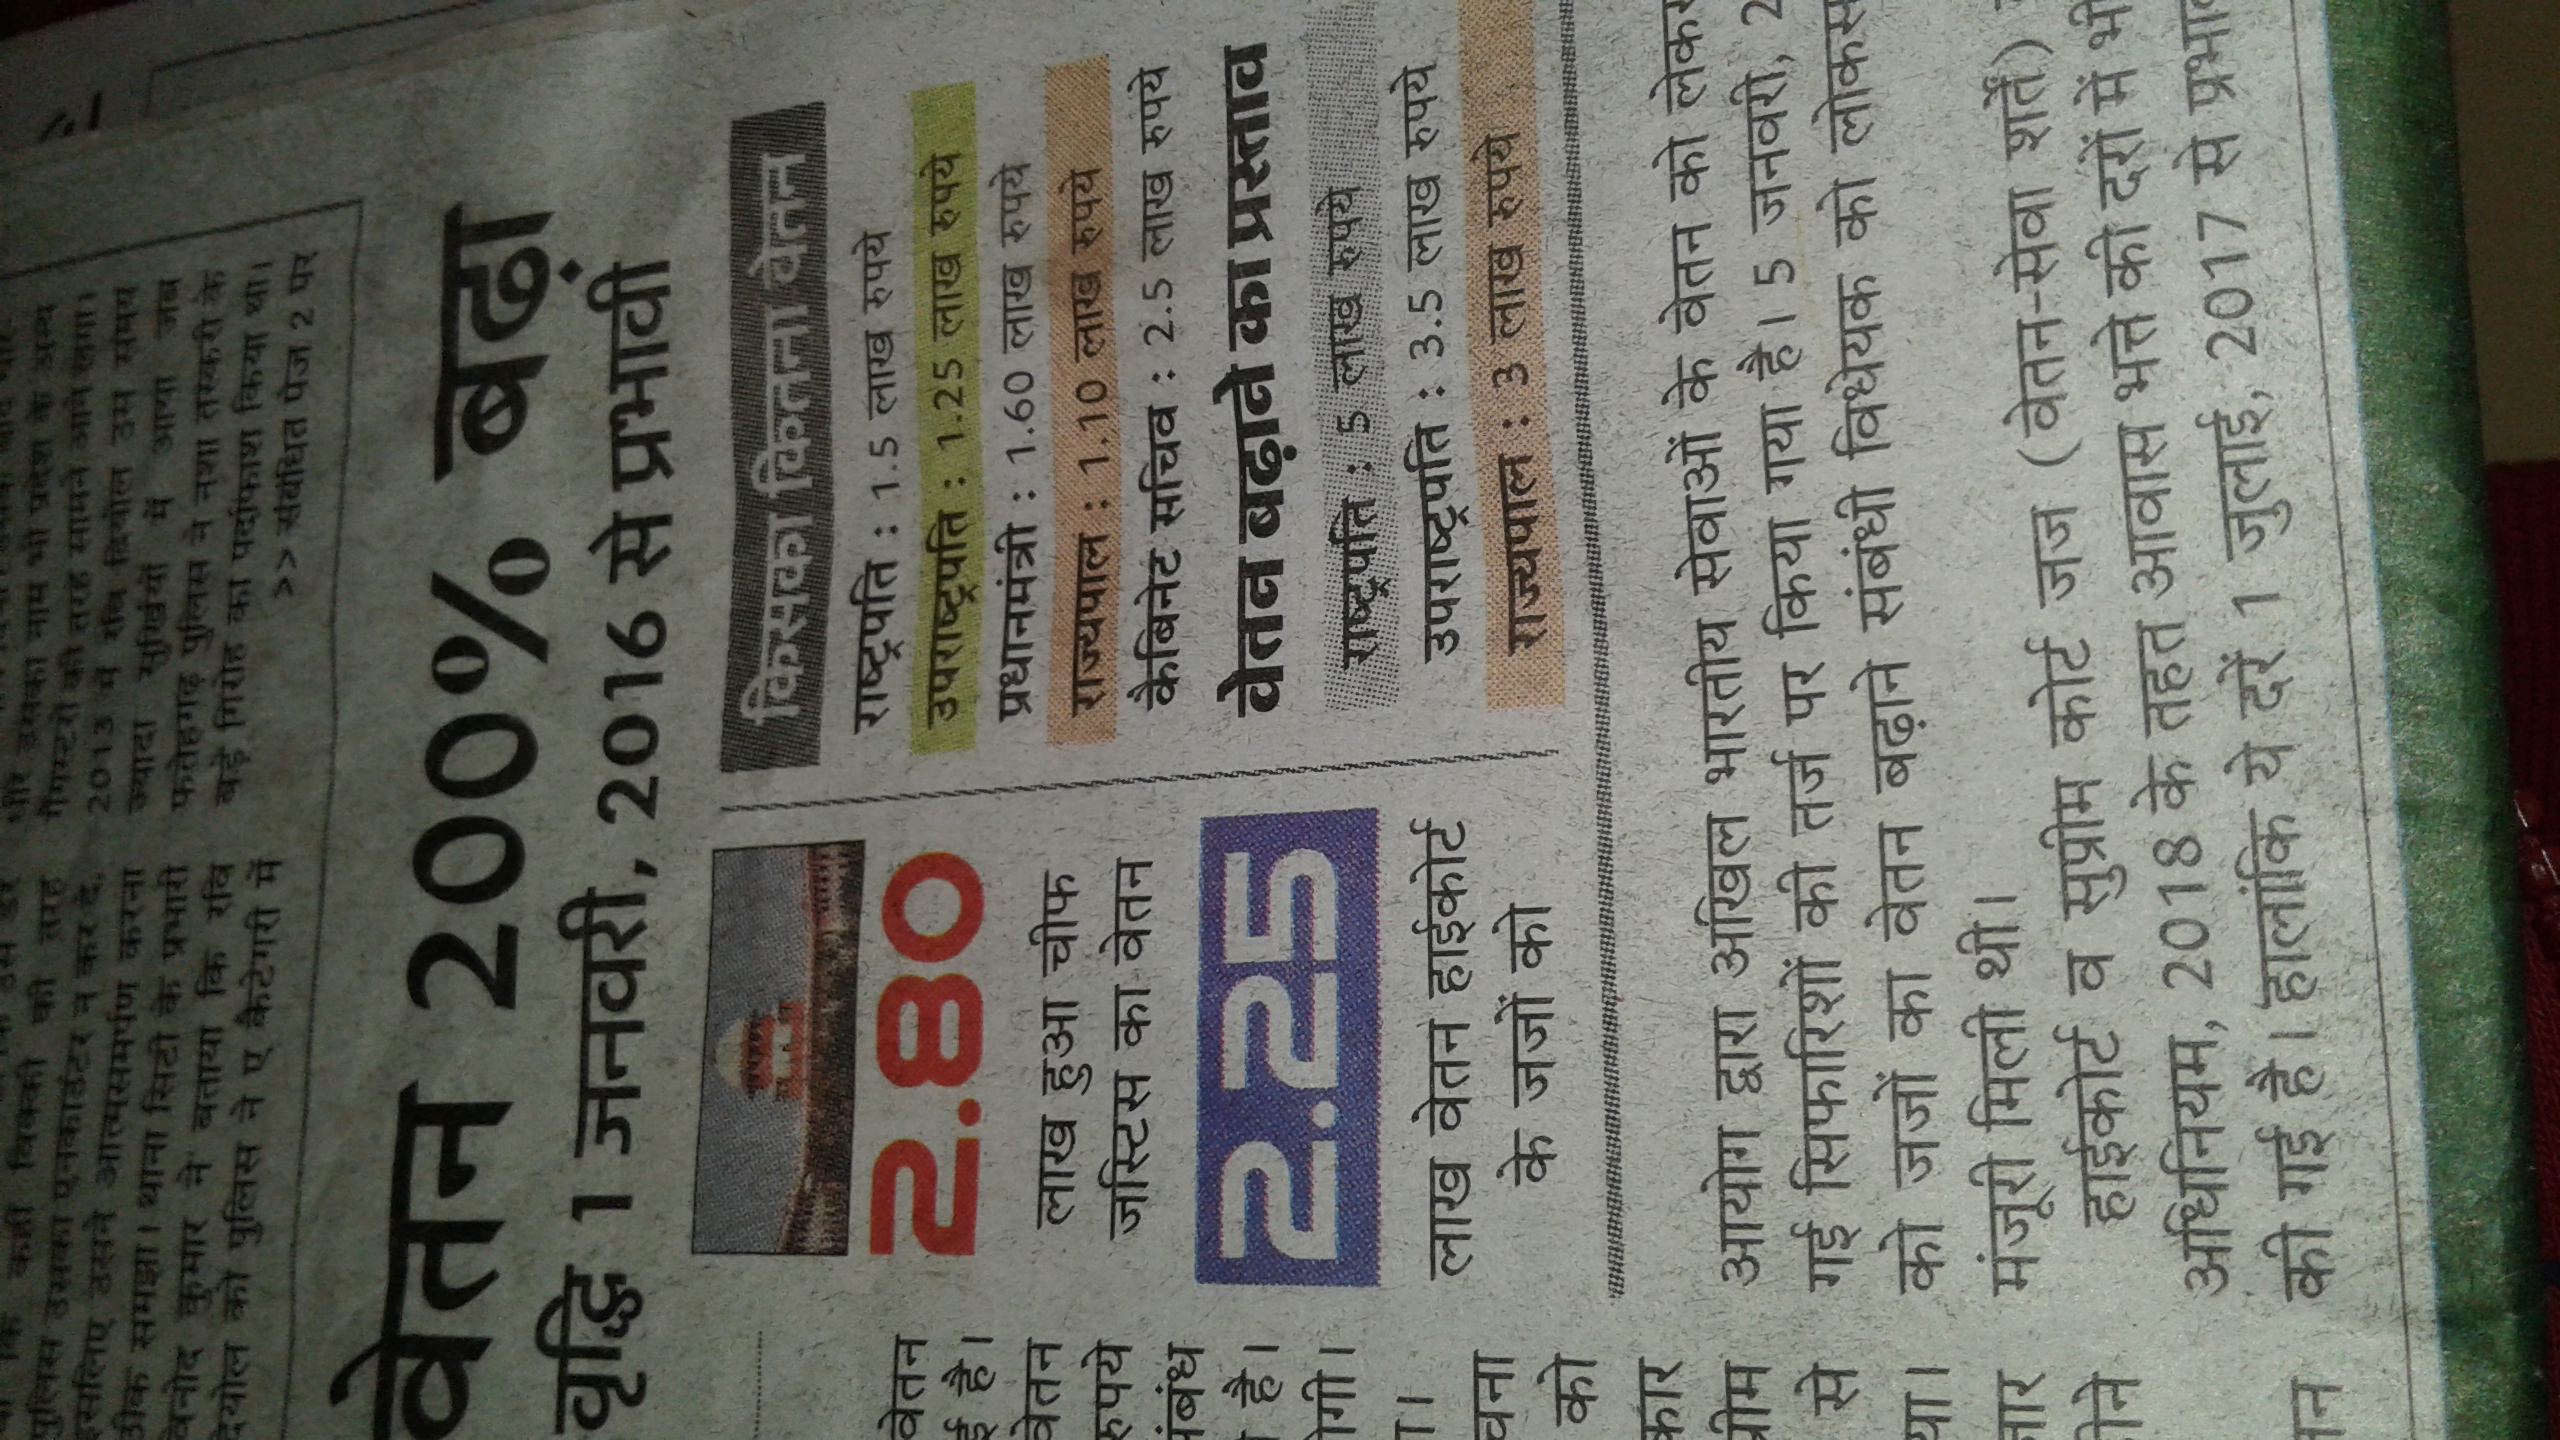 कि कहीं विक्की की तरह
पुलिस उसका एनकाउंटर न कर दे,
इसलिए उसने आत्मसमर्पण करना
ठीक समझा। थाना सिटी के प्रभारी
विनोद कुमार ने बताया कि रवि
दियोल को पुलिस ने ए कैटेगरी में
धीरे उसका नाम भी प्रदेश के अन्य
गैंगस्टरों की तरह सामने आने लगा।
2013 में रवि दियोल उस समय
ज्यादा सुर्खियों में आया जब
फतेहगढ़ पुलिस ने नशा तस्करी के
बड़े गिरोह का पर्दाफाश किया था।
>> संबंधित पेज 2 पर
वेतन 200% बढ़ा
वृद्धि 1 जनवरी, 2016 से प्रभावी
वेतन
ई है।
वेतन
रुपये
संबंध
है।
ोगी।
ा।
चना
को
कार
प्रीम
से
या।
जार
ीने
तन
2.80
लाख हुआ चीफ
जस्टिस का वेतन
2.25
लाख वेतन हाईकोर्ट
के जजों को
किसका कितना वेतन
राष्ट्रपति : 1.5 लाख रुपये
उपराष्ट्रपति : 1.25 लाख रुपये
प्रधानमंत्री : 1.60 लाख रुपये
राज्यपाल : 1.10 लाख रुपये
कैबिनेट सचिव : 2.5 लाख रुपये
वेतन बढ़ाने का प्रस्ताव
राष्ट्रपति : 5 लाख रुपये
उपराष्ट्रपति : 3.5 लाख रुपये
राज्यपाल : 3 लाख रुपये
आयोग द्वारा अखिल भारतीय सेवाओं के वेतन को लेकर
गई सिफारिशों की तर्ज पर किया गया है। 5 जनवरी, 2
को जजों का वेतन बढ़ाने संबंधी विधेयक को लोकस
मंजूरी मिली थी।
हाईकोर्ट व सुप्रीम कोर्ट जज (वेतन-सेवा शर्तें)
अधिनियम, 2018 के तहत आवास भत्ते की दरों में भी
की गई है। हालांकि ये दरें 1 जुलाई, 2017 से प्रभाव